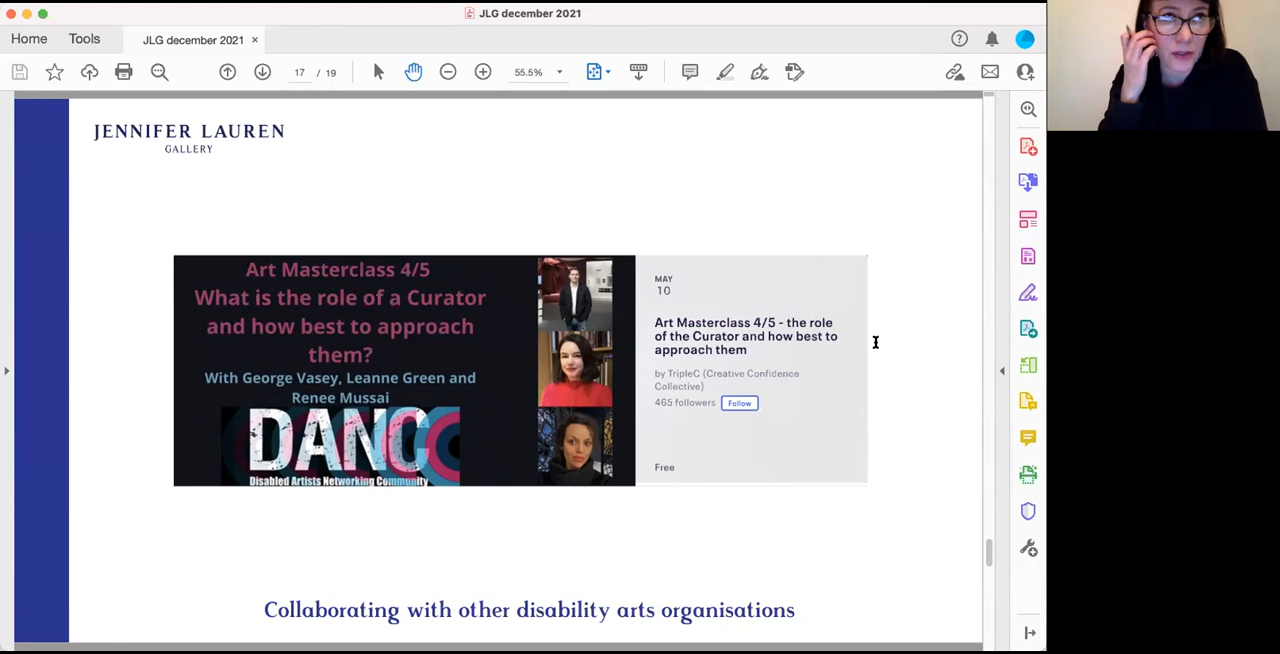 JLG december 2021
Home
Tools
JLG december 2021
17 / 19
55.5%
JENNIFER LAUREN
GALLERY
Art Masterclass 4/5
What is the role of a Curator
and how best to approach
them?
With George Vasey, Leanne Green and
Renee Mussai
DANC
Disabled Artists Networking Community
MAY
10
Art Masterclass 4/5 - the role
of the Curator and how best to
approach them
by TripleC (Creative Confidence
Collective)
465 followers Follow
Free
Collaborating with other disability arts organisations